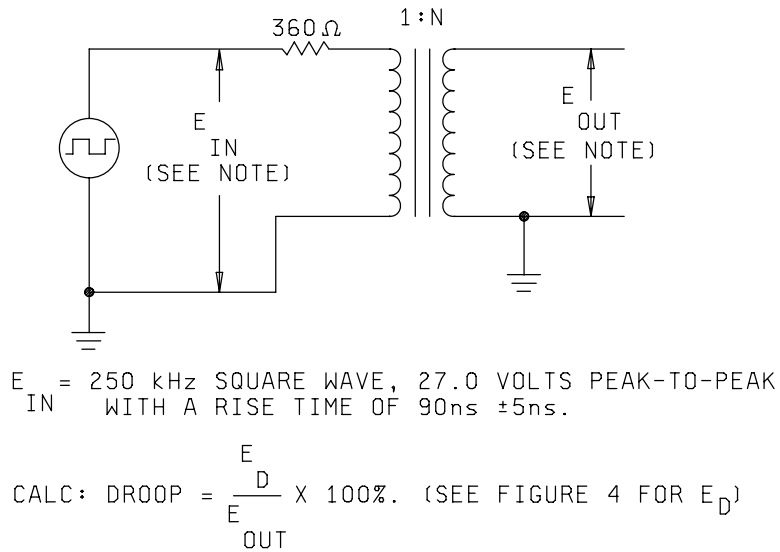 1:N
360Ω
E
IN
(SEE NOTE)
E
OUT
(SEE NOTE)
E IN = 250 kHz SQUARE WAVE, 27.0 VOLTS PEAK-TO-PEAK
WITH A RISE TIME OF 90ns ±5ns.
CALC: DROOP = E D / E OUT X 100%. (SEE FIGURE 4 FOR E D)